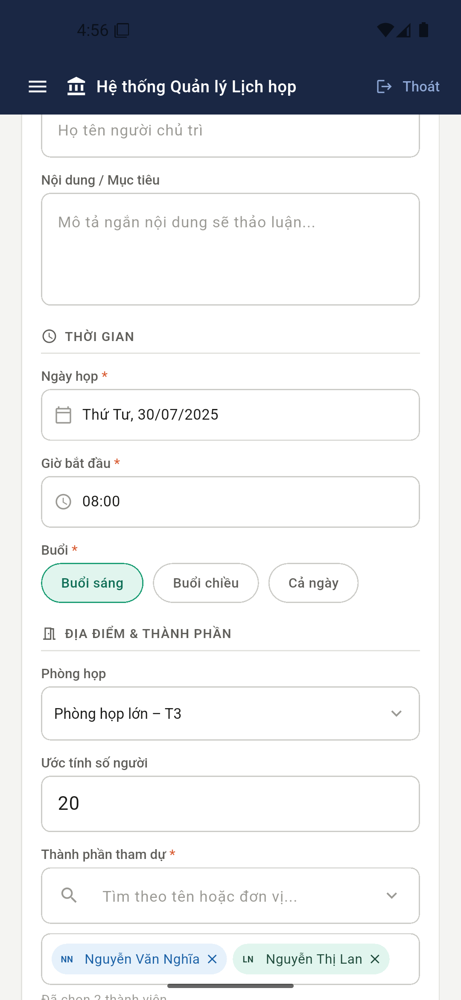 4:56
Hệ thống Quản lý Lịch họp
Thoát
Họ tên người chủ trì
Nội dung / Mục tiêu
Mô tả ngắn nội dung sẽ thảo luận...
THỜI GIAN
Ngày họp *
Thứ Tư, 30/07/2025
Giờ bắt đầu *
08:00
Buổi *
Buổi sáng
Buổi chiều
Cả ngày
ĐỊA ĐIỂM & THÀNH PHẦN
Phòng họp
Phòng họp lớn – T3
Ước tính số người
20
Thành phần tham dự *
Tìm theo tên hoặc đơn vị...
NN Nguyễn Văn Nghĩa
LN Nguyễn Thị Lan
Đã chọn 2 thành viên